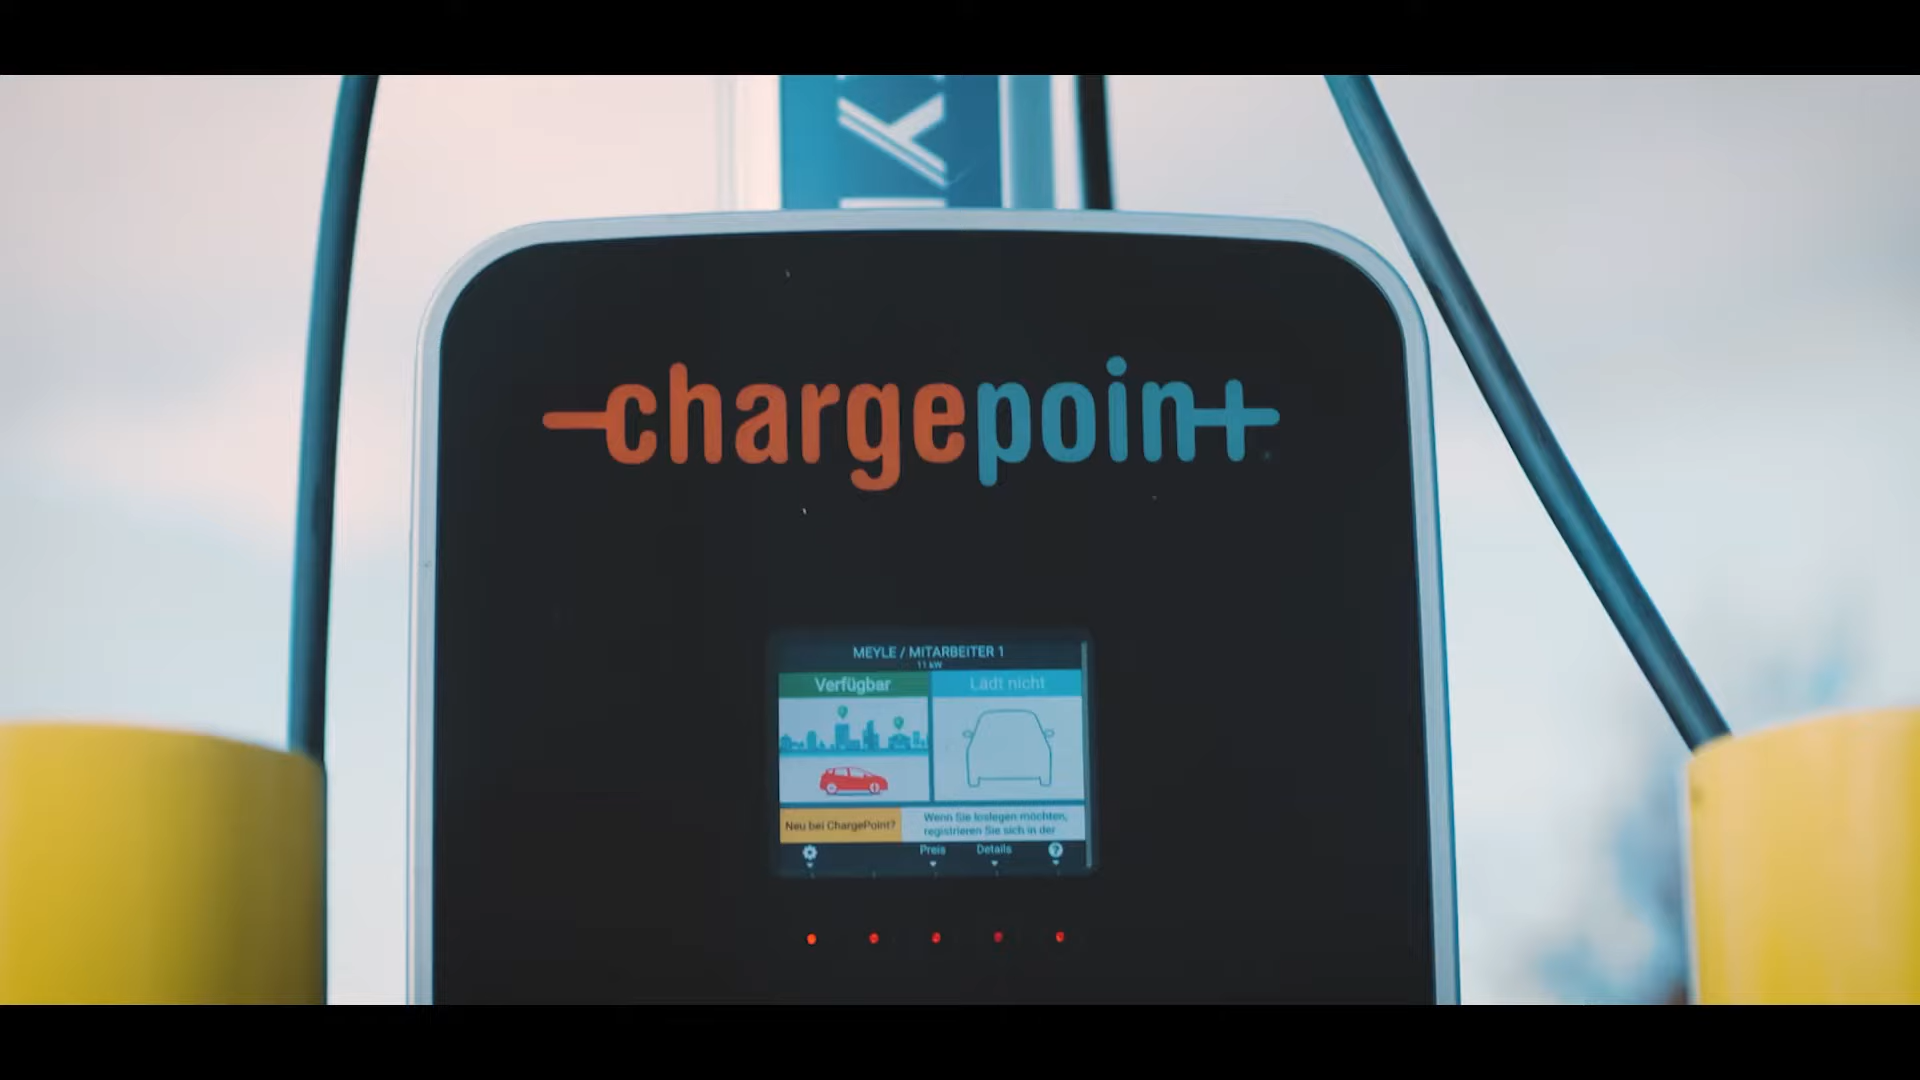 chargepoint
MEYLE / MITARBEITER 1
11 kW
Verfügbar
Lädt nicht
Neu bei ChargePoint?
Wenn Sie loslegen möchten,
registrieren Sie sich in der
Preis
Details
?